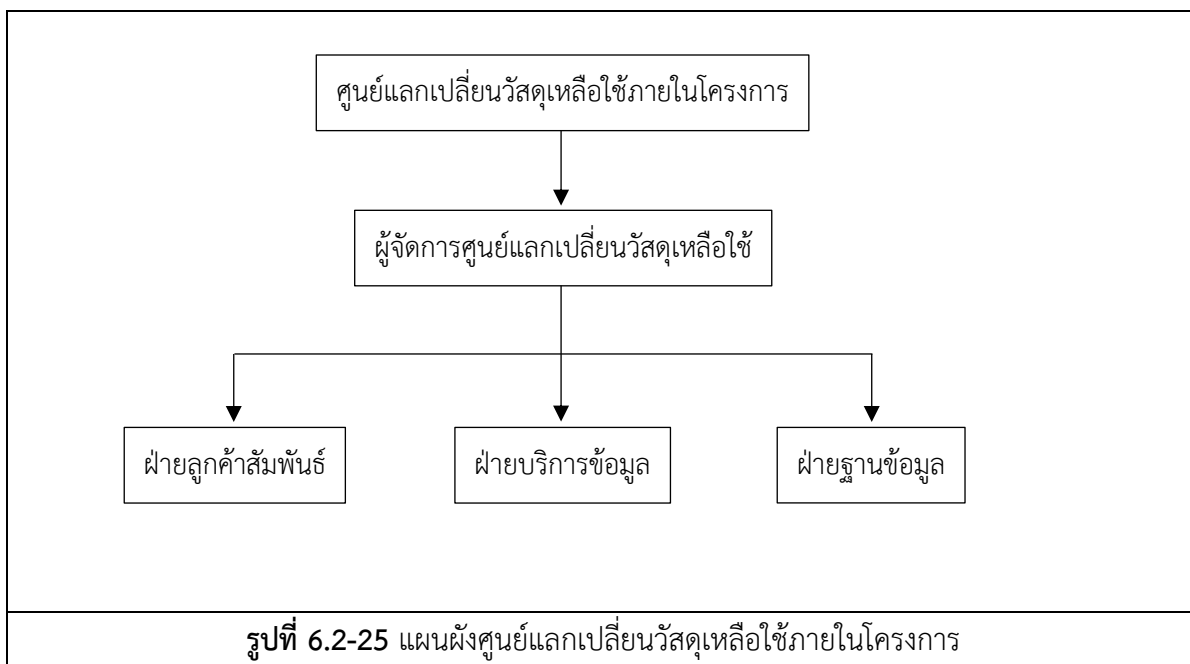 ศูนย์แลกเปลี่ยนวัสดุเหลือใช้ภายในโครงการ
ผู้จัดการศูนย์แลกเปลี่ยนวัสดุเหลือใช้
ฝ่ายลูกค้าสัมพันธ์
ฝ่ายบริการข้อมูล
ฝ่ายฐานข้อมูล
รูปที่ 6.2-25 แผนผังศูนย์แลกเปลี่ยนวัสดุเหลือใช้ภายในโครงการ